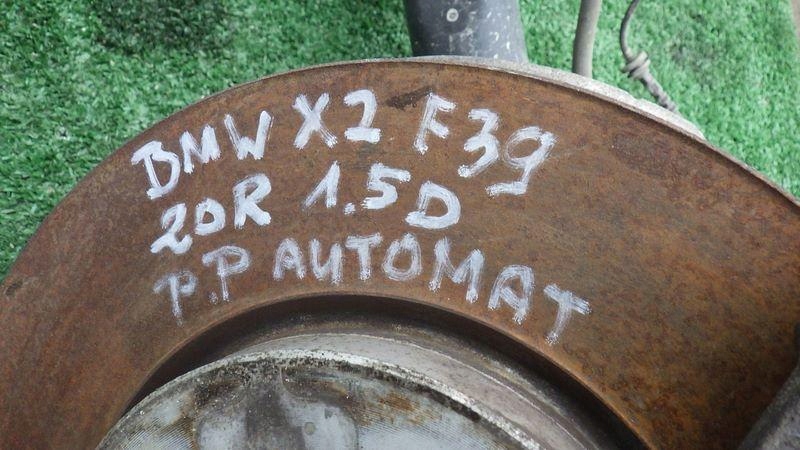 BMW X2 F39
20R 1.5D
P.P AUTOMAT